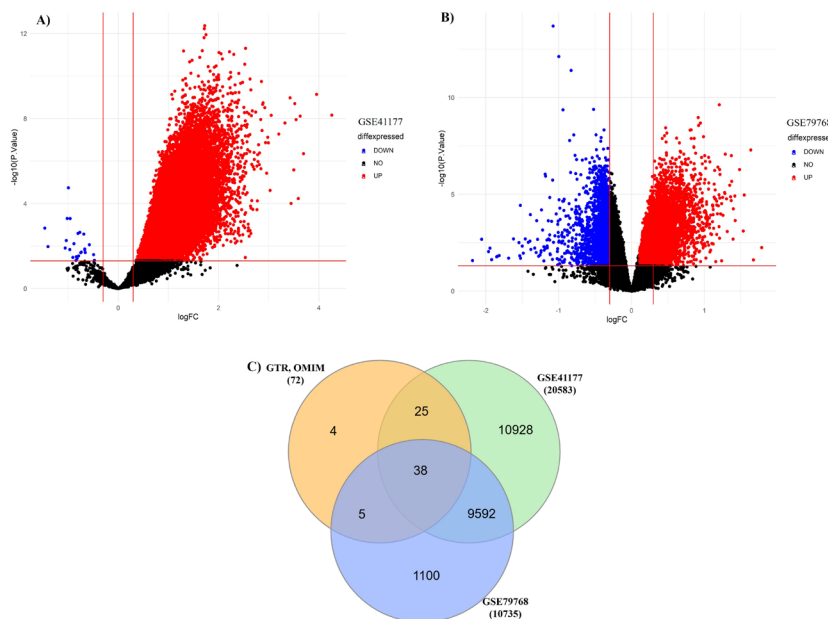 A)
12
8
4
0
-log10(P.Value)
0
2
4
logFC
GSE41177
diffexpressed
DOWN
NO
UP
B)
10
5
0
-log10(P.Value)
-2
-1
0
1
logFC
GSE79768
diffexpressed
DOWN
NO
UP
C)
GTR, OMIM
(72)
GSE41177
(20583)
4
25
10928
38
5
9592
1100
GSE79768
(10735)